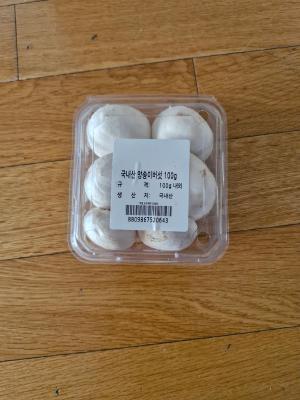 국내산 양송이버섯 100g
규 격: 100g 내외
생 산 지: 국내산
8809867510643